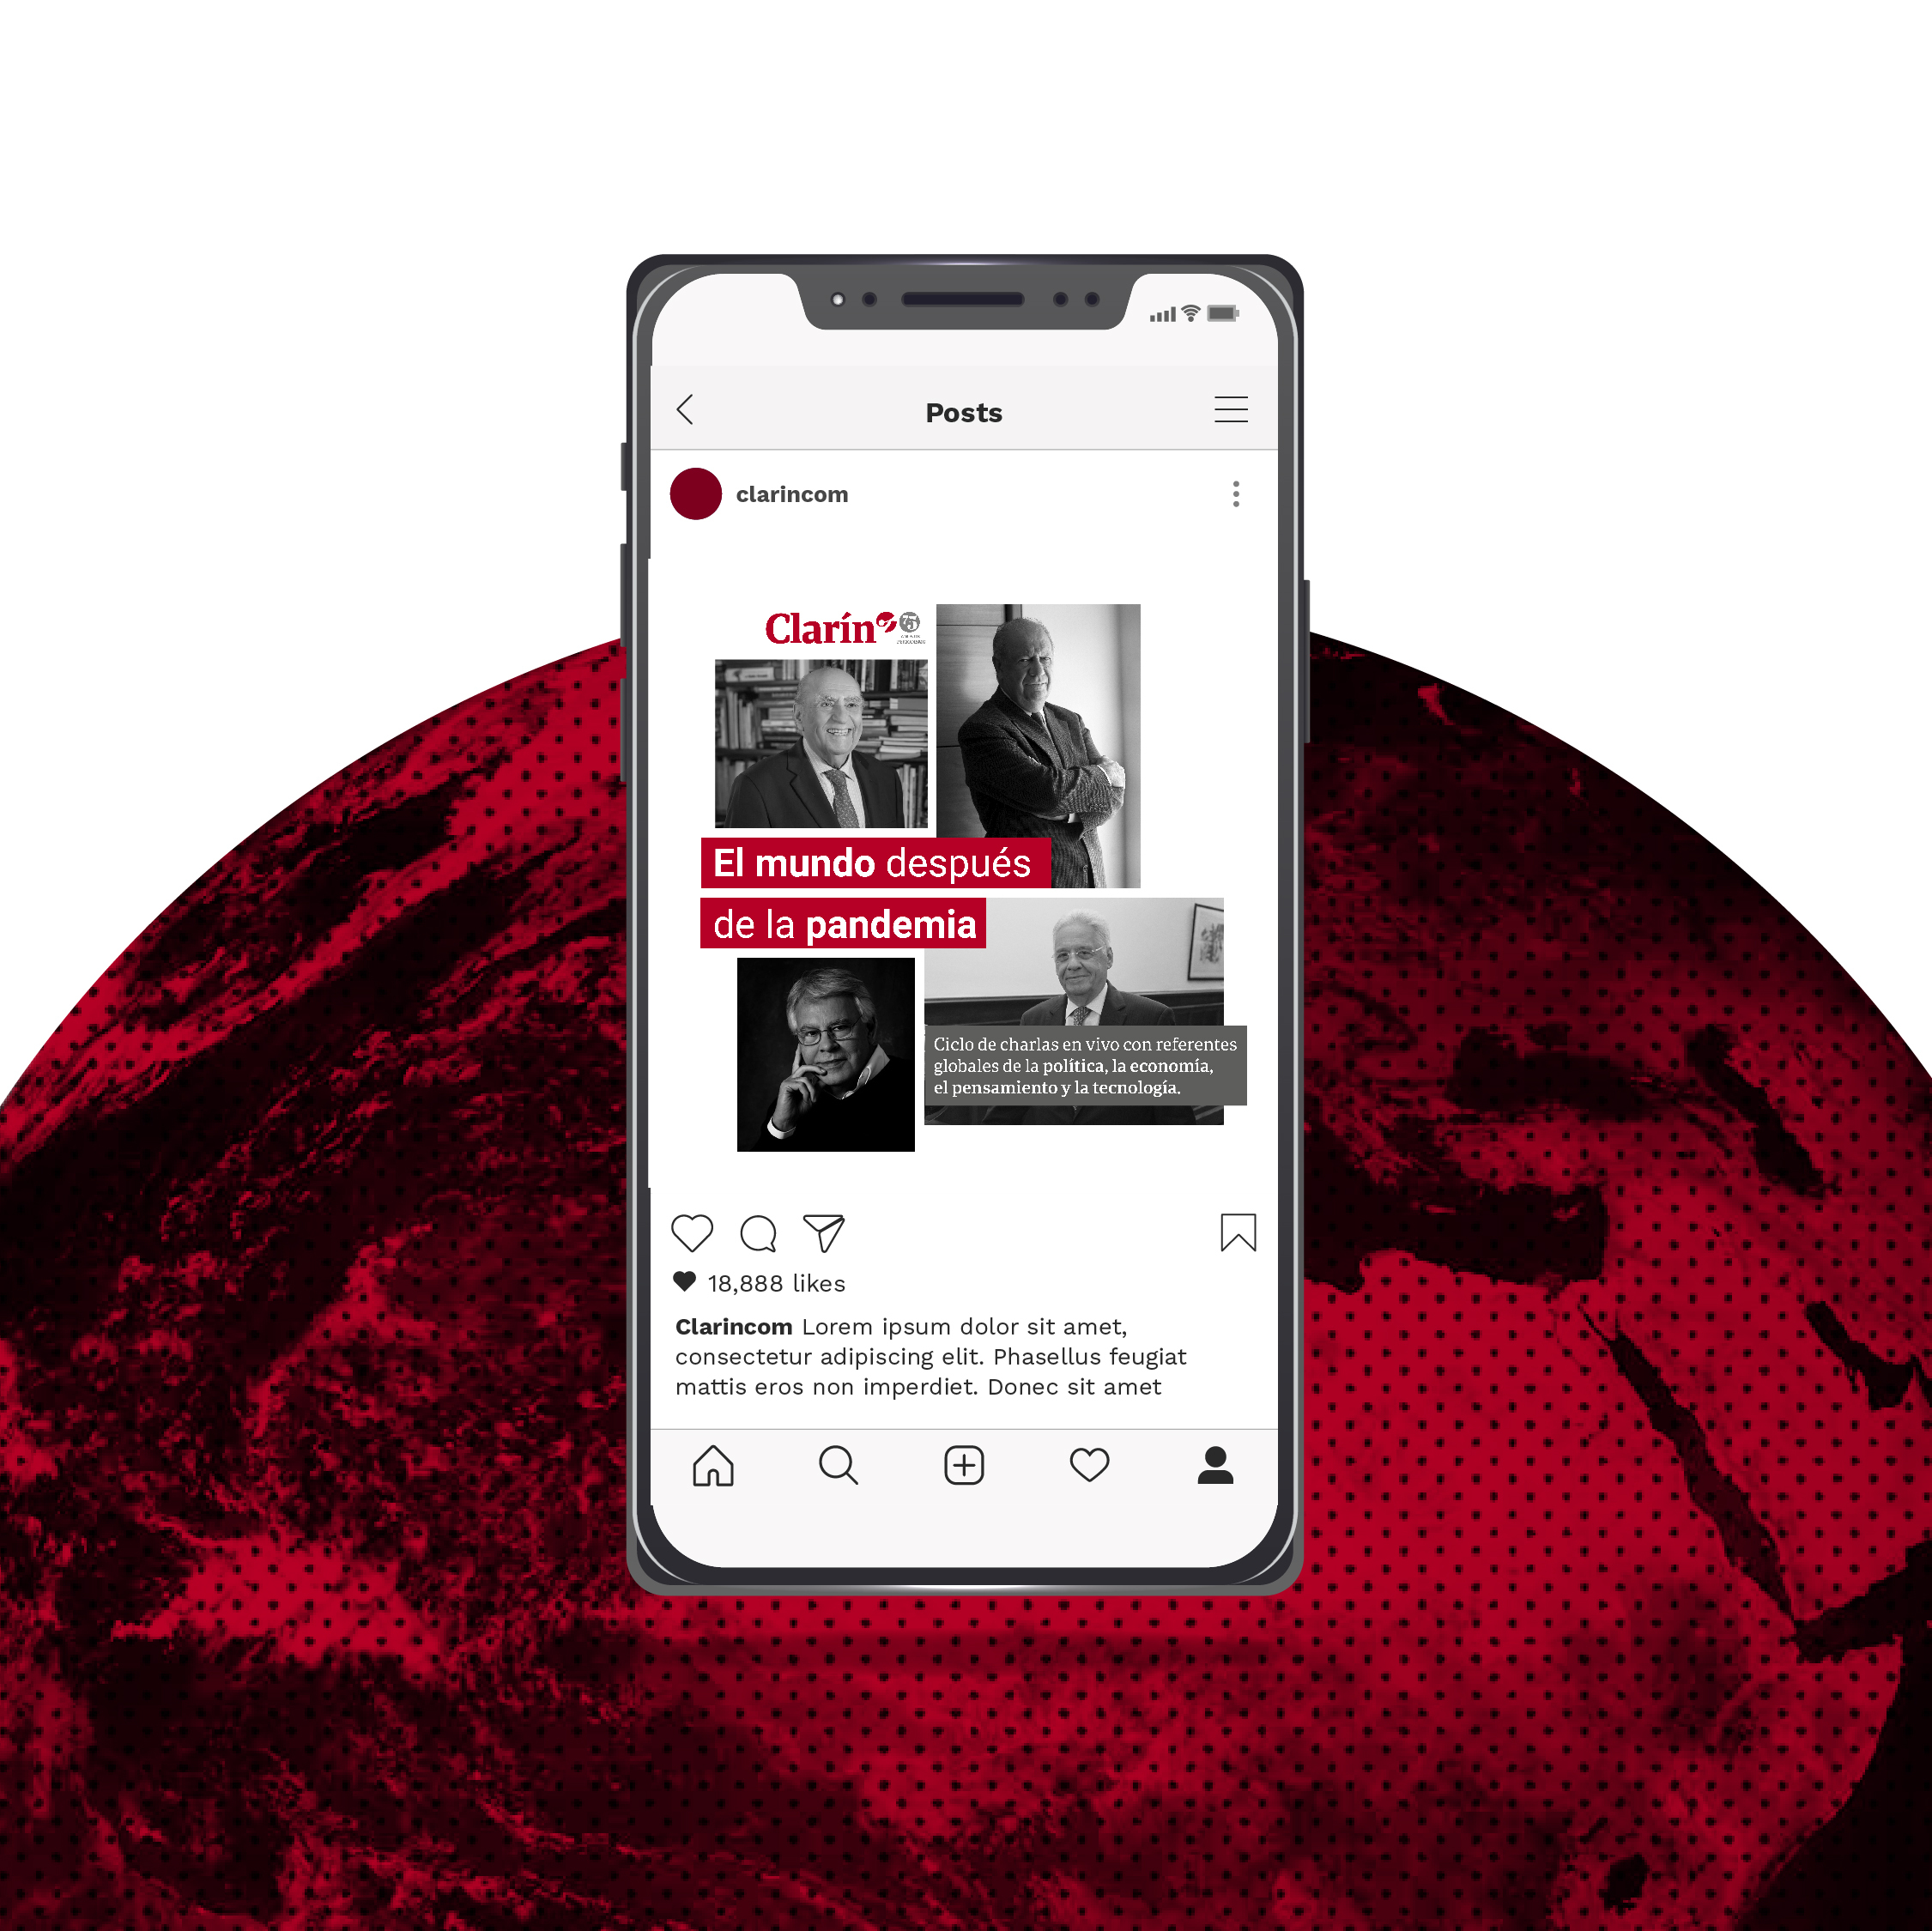 Posts
clarincom
Clarín
75
El mundo después
de la pandemia
Ciclo de charlas en vivo con referentes
globales de la política, la economía,
el pensamiento y la tecnología.
18,888 likes
Clarincom Lorem ipsum dolor sit amet,
consectetur adipiscing elit. Phasellus feugiat
mattis eros non imperdiet. Donec sit amet